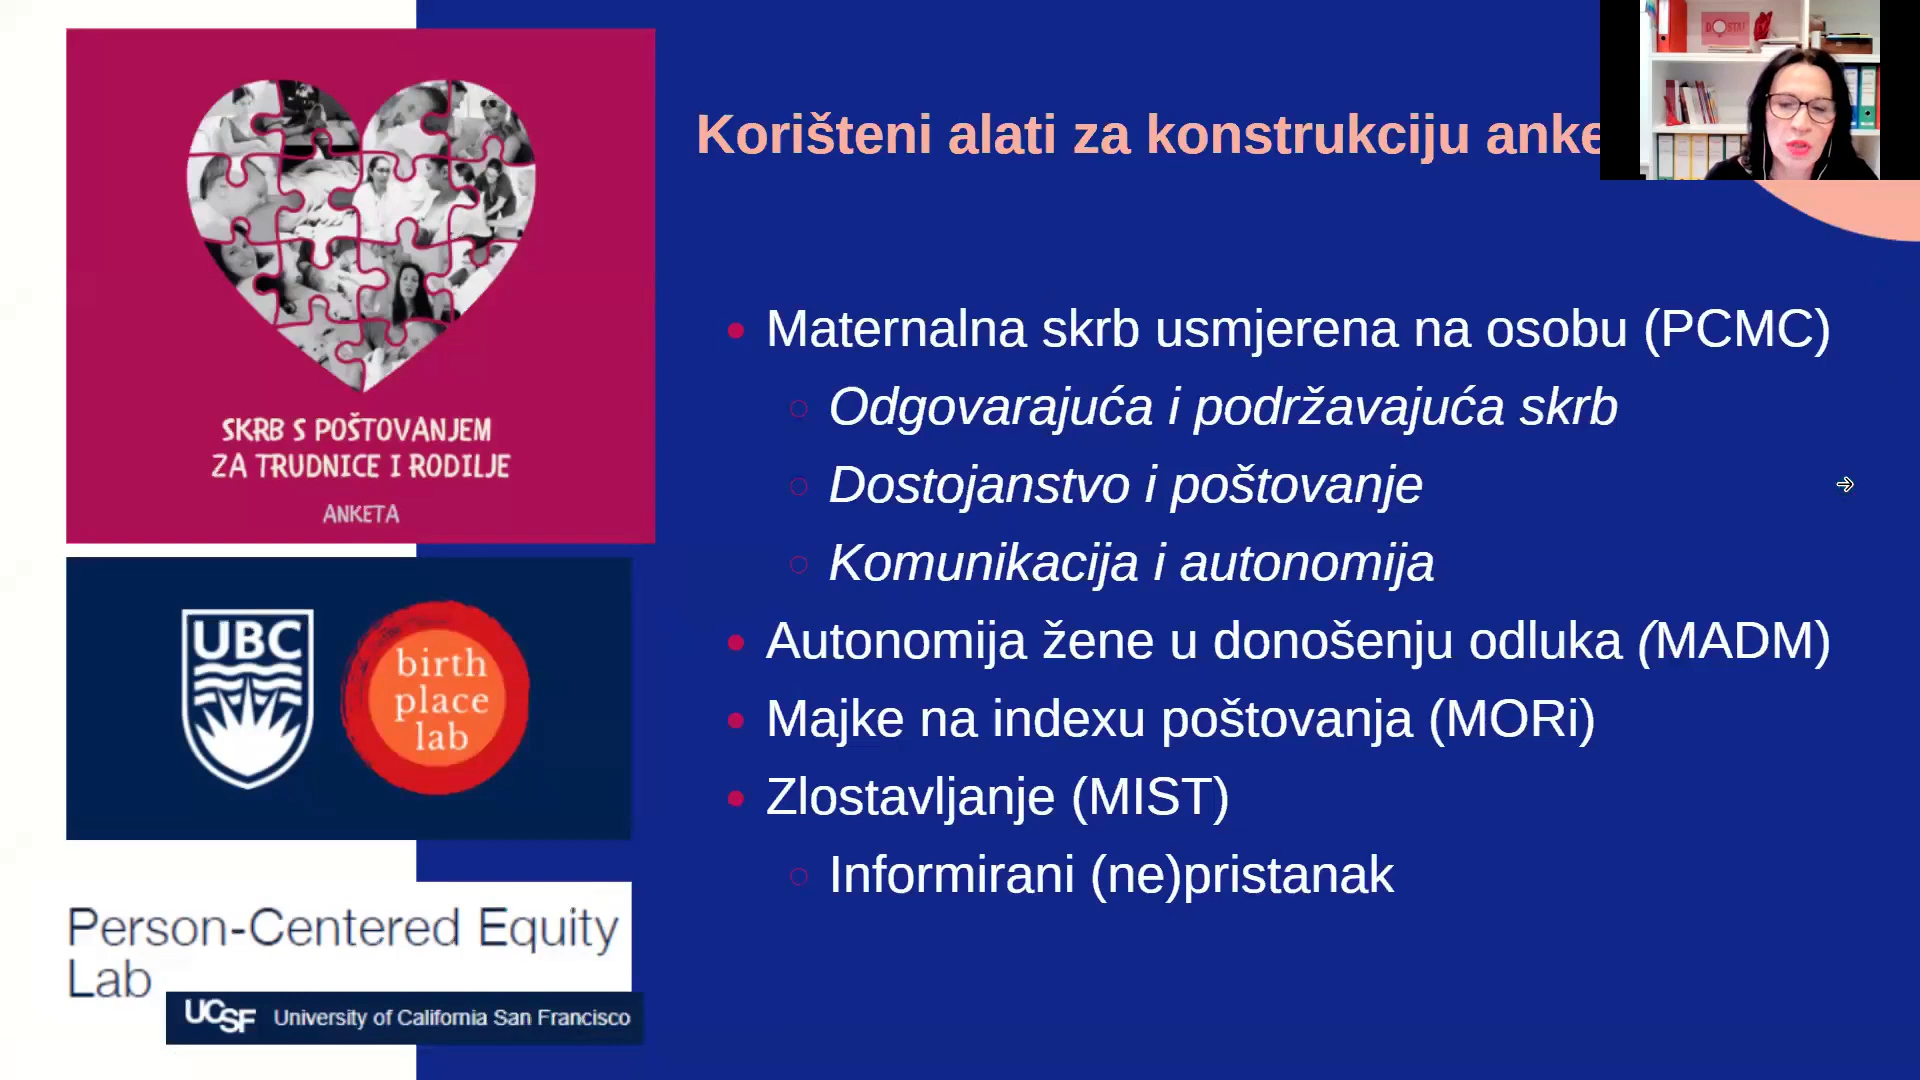 SKRB S POŠTOVANJEM
ZA TRUDNICE I RODILJE
ANKETA
UBC
birth
place
lab
Person-Centered Equity
Lab
UCSF University of California San Francisco
Korišteni alati za konstrukciju anke
• Maternalna skrb usmjerena na osobu (PCMC)
○ Odgovarajuća i podržavajuća skrb
○ Dostojanstvo i poštovanje
○ Komunikacija i autonomija
• Autonomija žene u donošenju odluka (MADM)
• Majke na indexu poštovanja (MORi)
• Zlostavljanje (MIST)
○ Informirani (ne)pristanak